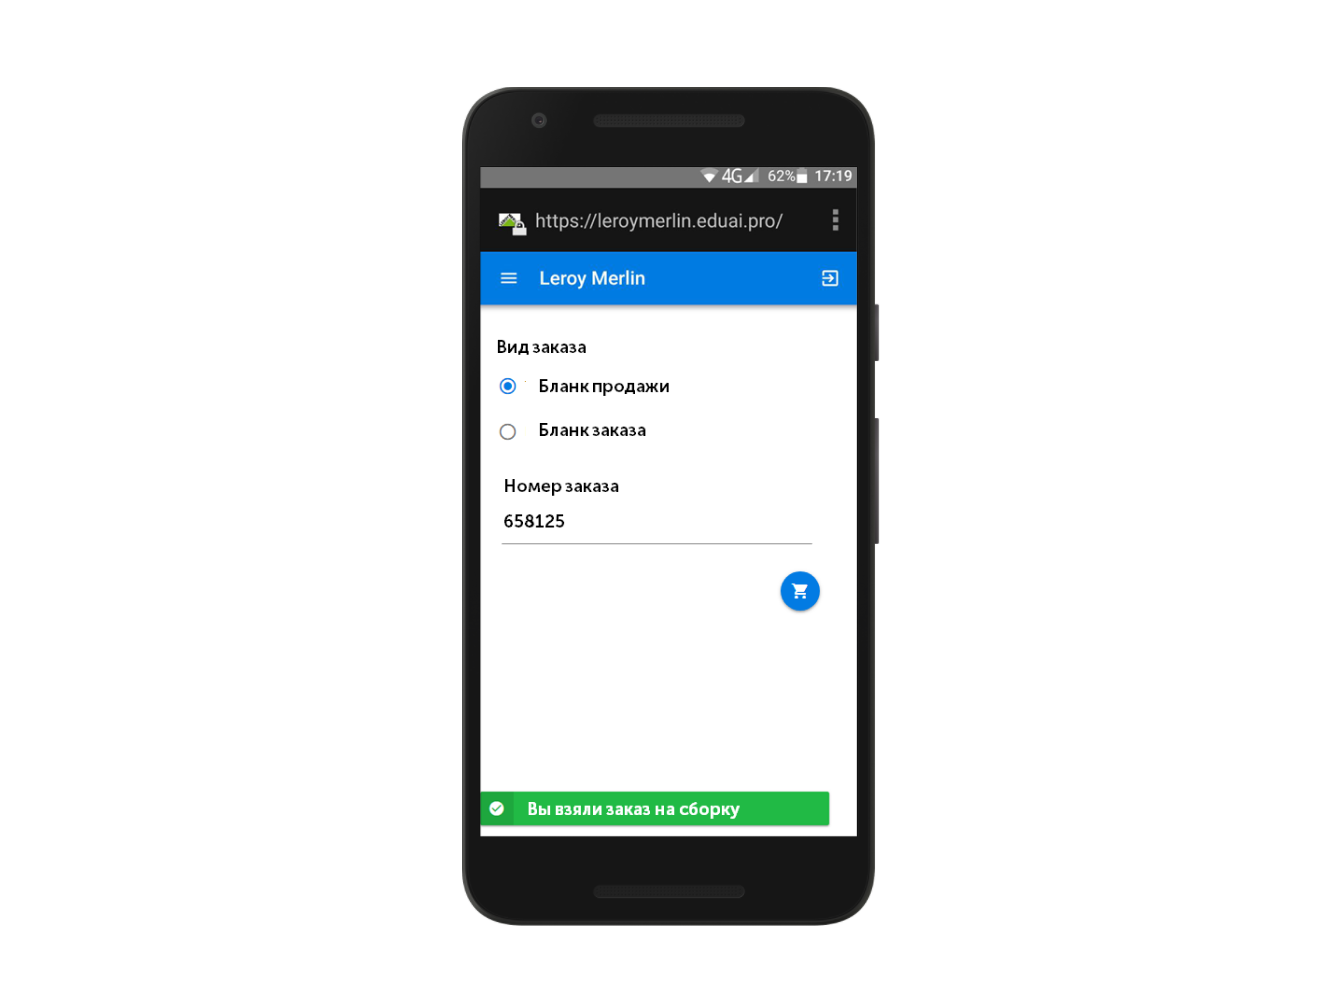 4G 62% 17:19
https://leroymerlin.eduai.pro/
Leroy Merlin
Вид заказа
Бланк продажи
Бланк заказа
Номер заказа
658125
Вы взяли заказ на сборку